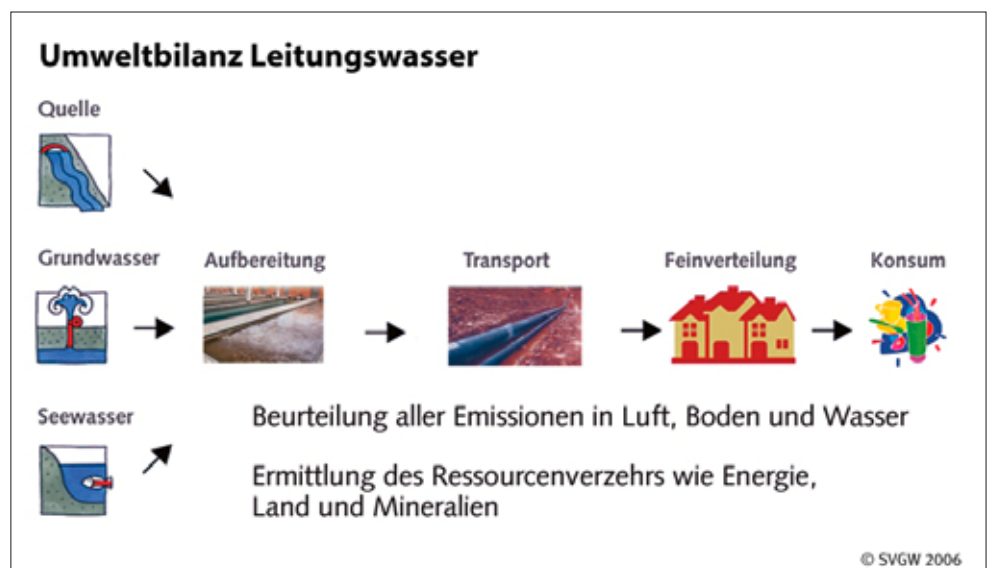 Umweltbilanz Leitungswasser
Quelle
Grundwasser
Aufbereitung
Transport
Feinverteilung
Konsum
Seewasser
Beurteilung aller Emissionen in Luft, Boden und Wasser
Ermittlung des Ressourcenverzehrs wie Energie,
Land und Mineralien
© SVGW 2006